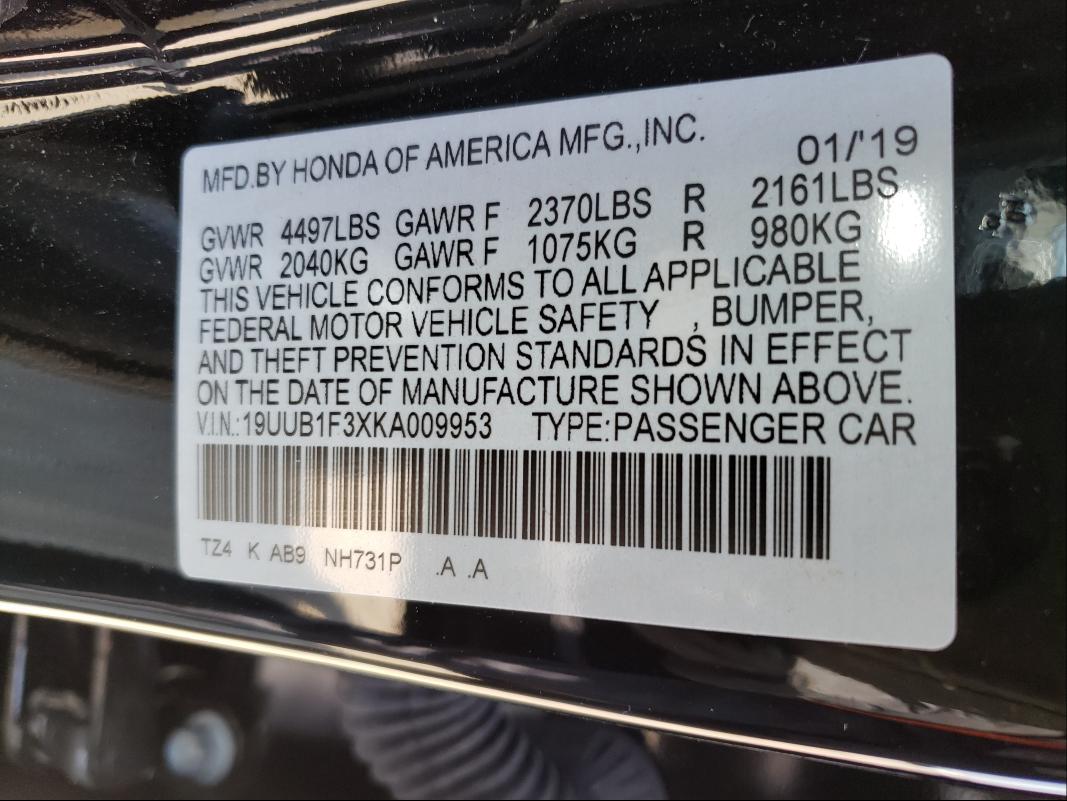 MFD.BY HONDA OF AMERICA MFG.,INC. 01/'19
GVWR 4497LBS GAWR F 2370LBS R 2161LBS
GVWR 2040KG GAWR F 1075KG R 980KG
THIS VEHICLE CONFORMS TO ALL APPLICABLE
FEDERAL MOTOR VEHICLE SAFETY , BUMPER,
AND THEFT PREVENTION STANDARDS IN EFFECT
ON THE DATE OF MANUFACTURE SHOWN ABOVE.
V.I.N.:19UUB1F3XKA009953 TYPE:PASSENGER CAR
TZ4 K AB9 NH731P .A .A